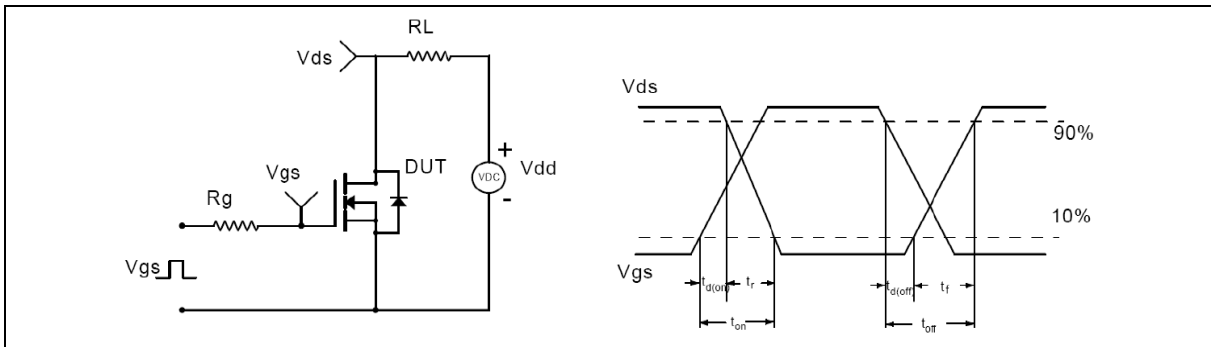 RL
Vds
Vgs
DUT
VDC
+
Vdd
-
Rg
Vgs
Vds
90%
10%
Vgs
td(on)
tr
td(off)
tf
ton
toff